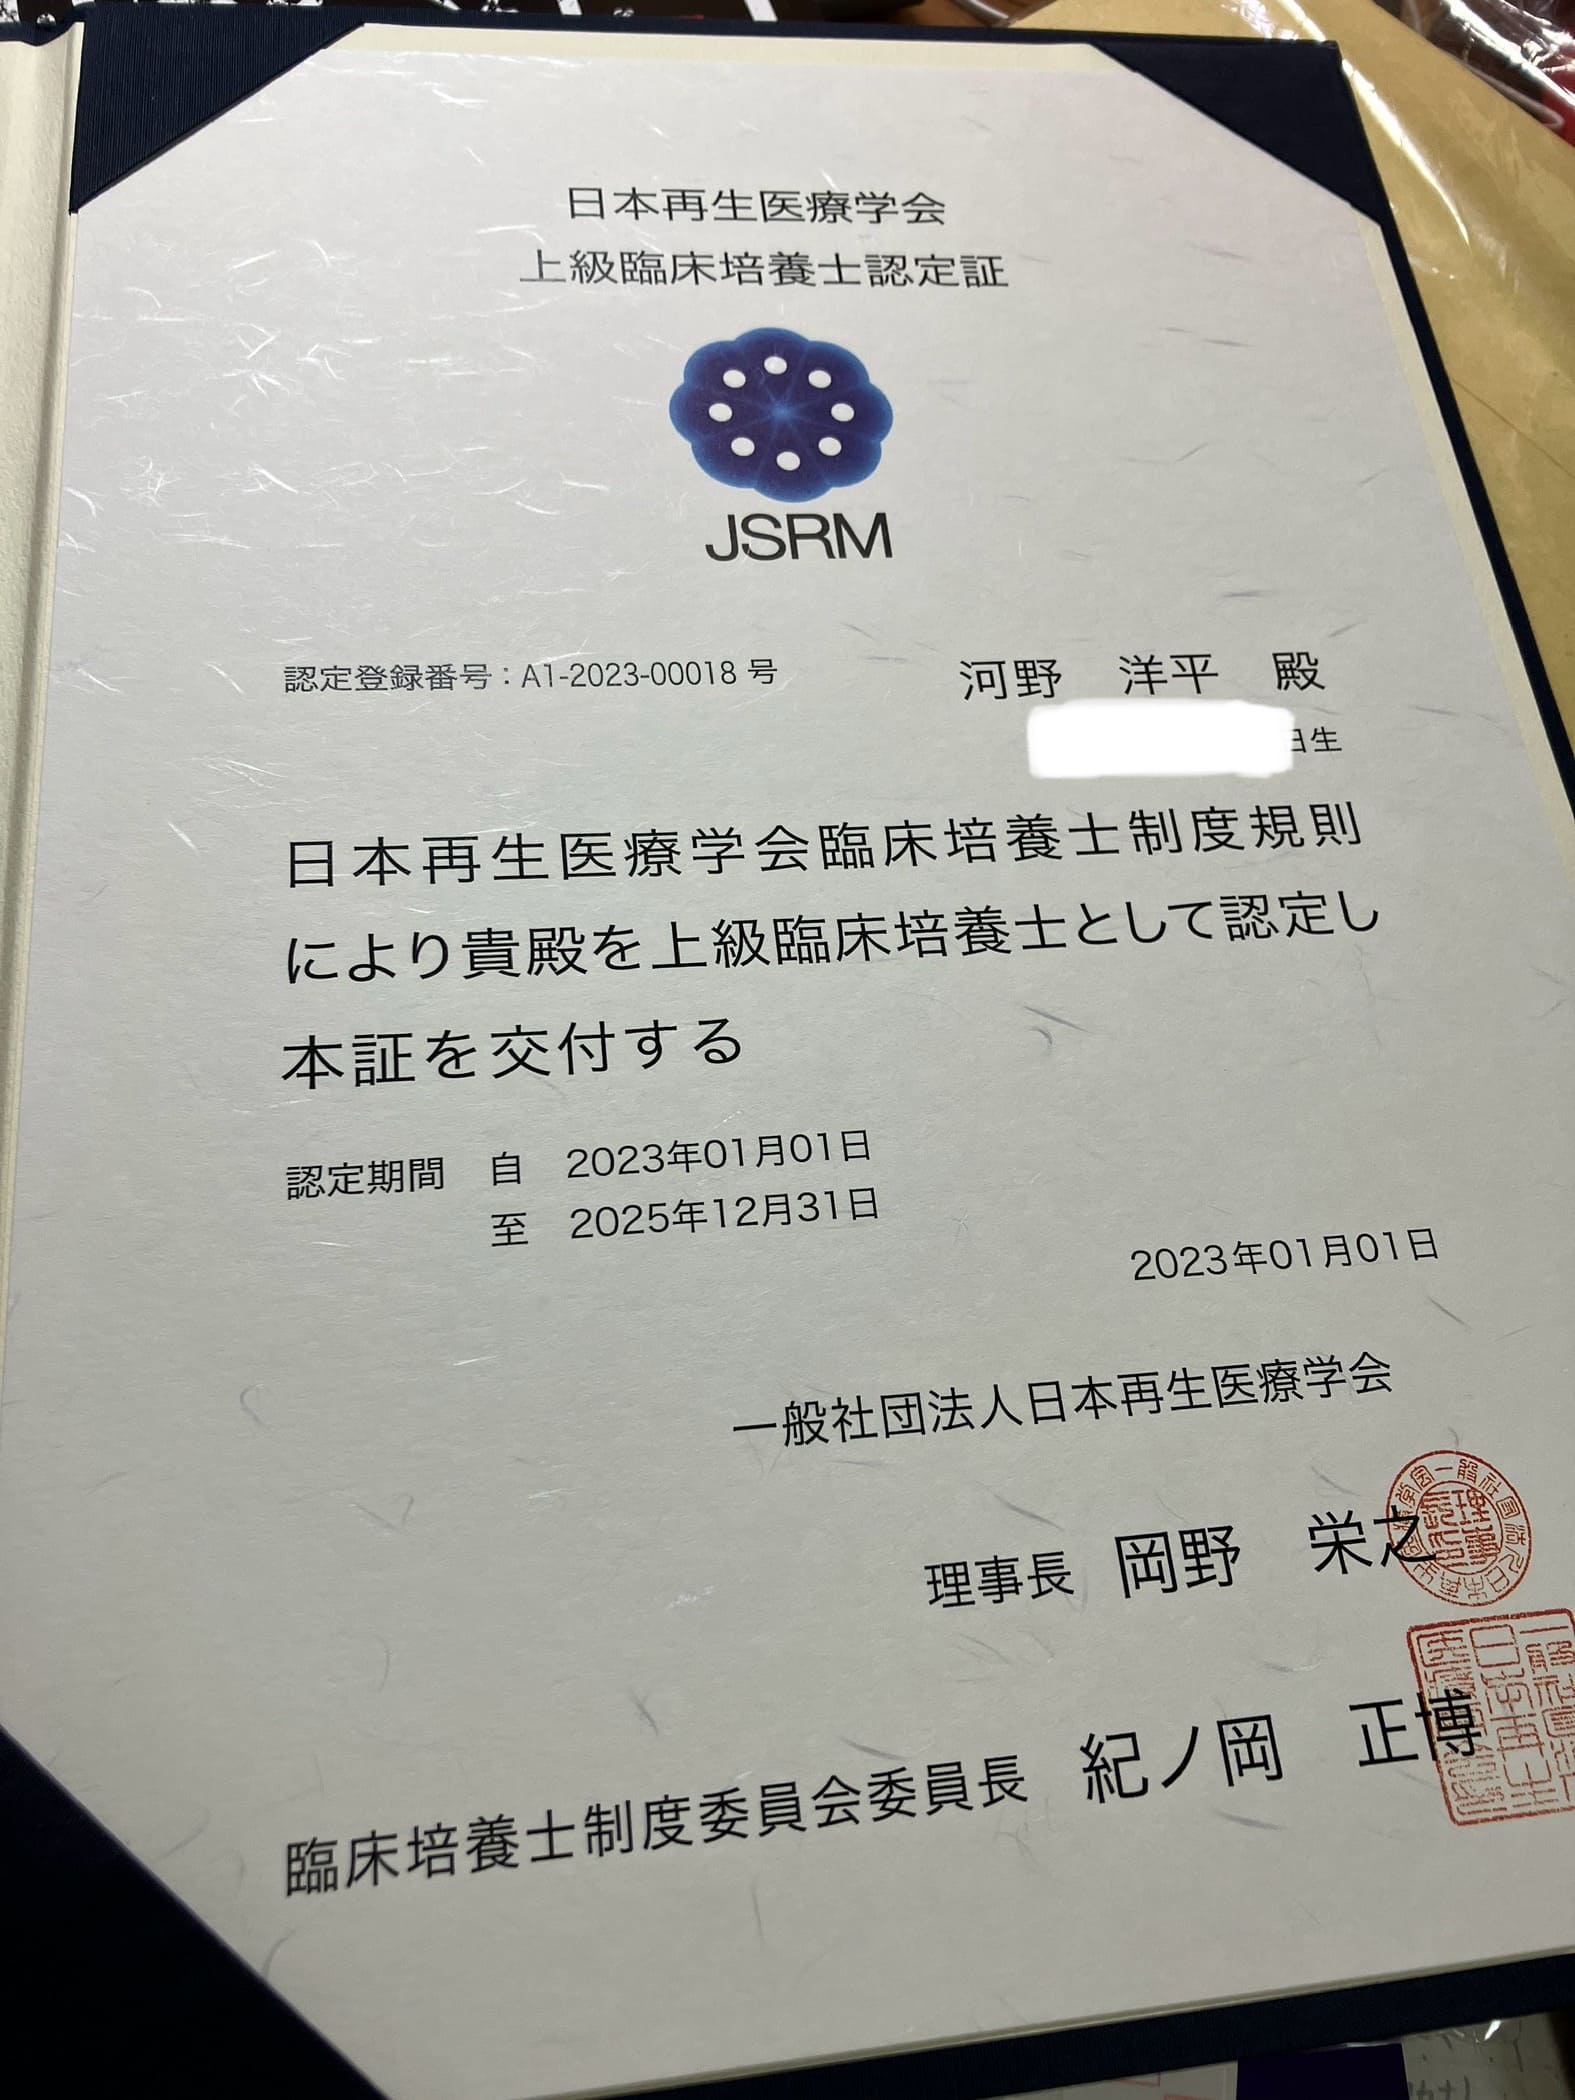 日本再生医療学会
上級臨床培養士認定証
JSRM
認定登録番号：A1-2023-00018 号
河野　洋平　殿
日生
日本再生医療学会臨床培養士制度規則
により貴殿を上級臨床培養士として認定し
本証を交付する
認定期間　自　2023年01月01日
至　2025年12月31日
2023年01月01日
一般社団法人日本再生医療学会
理事長　岡野　栄之
臨床培養士制度委員会委員長　紀ノ岡　正博